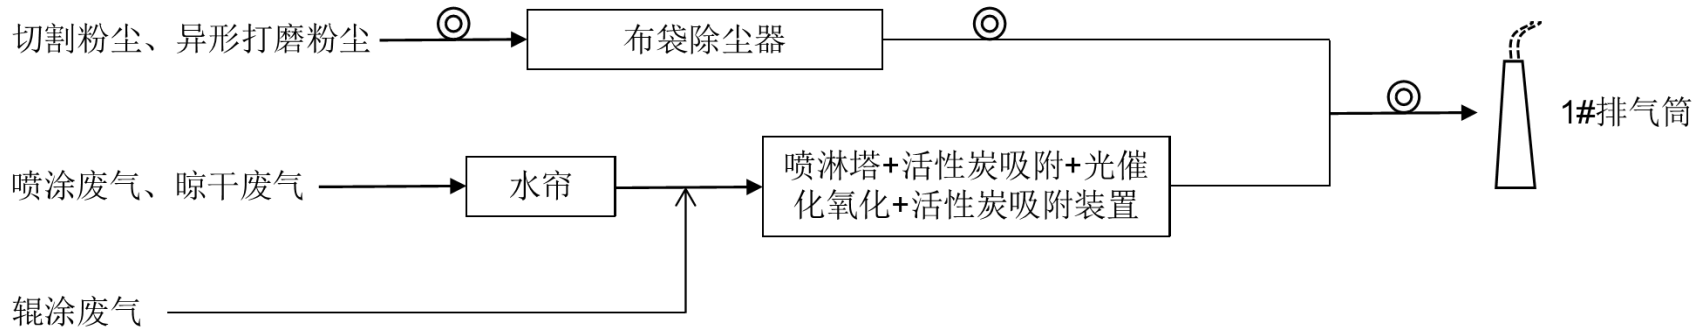 切割粉尘、异形打磨粉尘
布袋除尘器
1#排气筒
喷涂废气、晾干废气
水帘
喷淋塔+活性炭吸附+光催
化氧化+活性炭吸附装置
辊涂废气